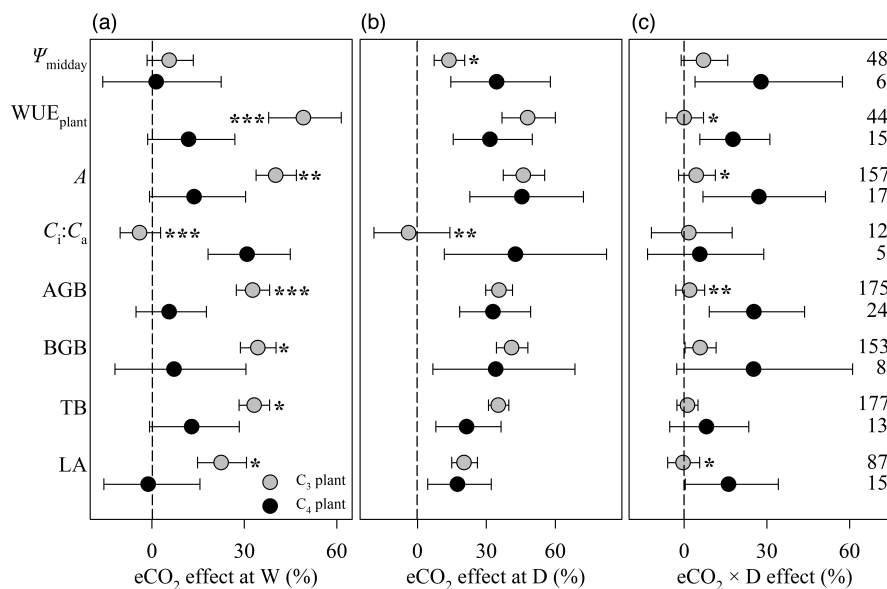 (a) (b) (c)
Ψmidday * 48
6
WUEplant *** * 44
15
A ** * 157
17
Ci:Ca *** ** 12
5
AGB *** ** 175
24
BGB * 153
8
TB * 177
13
LA * * 87
15
C3 plant
C4 plant
0 60 0 30 60 0 30 60
eCO2 effect at W (%) eCO2 effect at D (%) eCO2 × D effect (%)